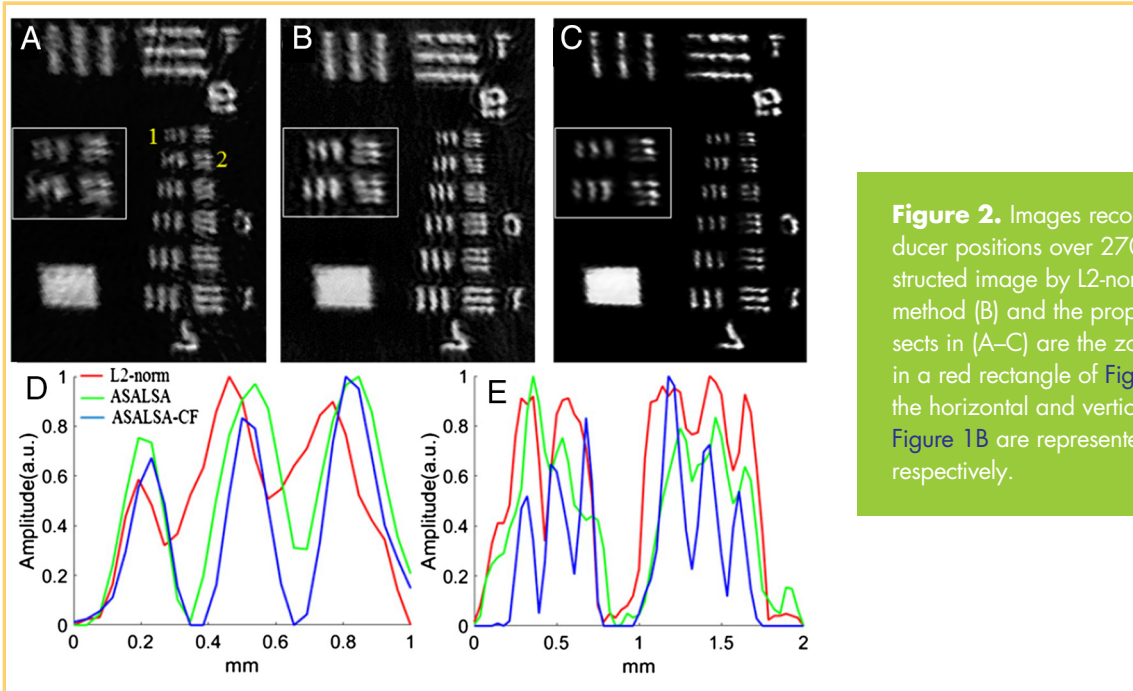 A
B
C
1
2
D
L2-norm
ASALSA
ASALSA-CF
1
0.8
0.6
0.4
0.2
0
Amplitude(a.u.)
0
0.2
0.4
0.6
0.8
1
mm
E
1
0.8
0.6
0.4
0.2
0
Amplitude(a.u.)
0
0.5
1
1.5
2
mm
Figure 2. Images reco
ducer positions over 270
structed image by L2-nor
method (B) and the prop
sects in (A–C) are the zo
in a red rectangle of Fig
the horizontal and vertic
Figure 1B are represente
respectively.